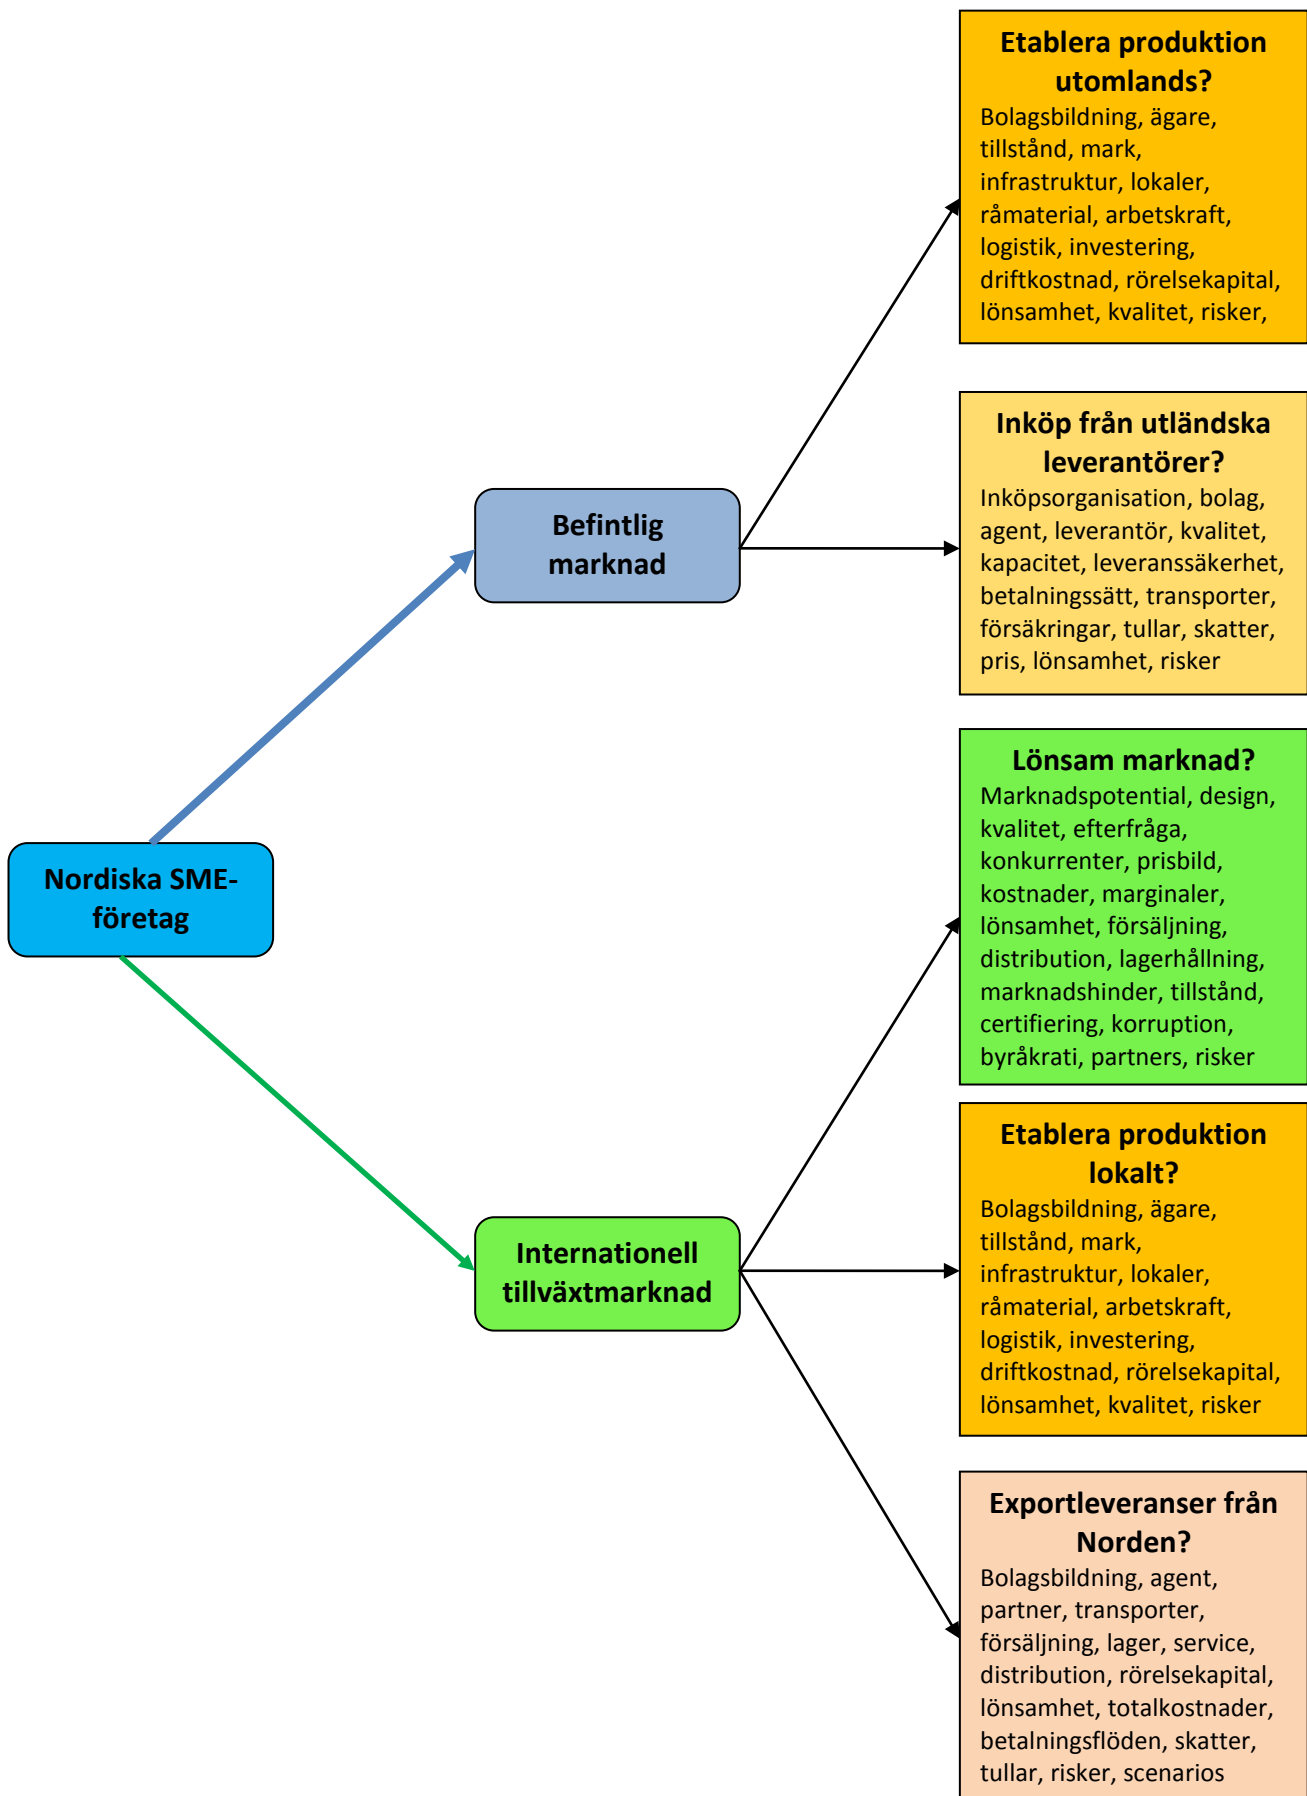 Etablera produktion
utomlands?
Bolagsbildning, ägare,
tillstånd, mark,
infrastruktur, lokaler,
råmaterial, arbetskraft,
logistik, investering,
driftkostnad, rörelsekapital,
lönsamhet, kvalitet, risker,
Inköp från utländska
leverantörer?
Inköpsorganisation, bolag,
agent, leverantör, kvalitet,
kapacitet, leveranssäkerhet,
betalningssätt, transporter,
försäkringar, tullar, skatter,
pris, lönsamhet, risker
Befintlig
marknad
Lönsam marknad?
Marknadspotential, design,
kvalitet, efterfråga,
konkurrenter, prisbild,
kostnader, marginaler,
lönsamhet, försäljning,
distribution, lagerhållning,
marknadshinder, tillstånd,
certifiering, korruption,
byråkrati, partners, risker
Nordiska SME-
företag
Etablera produktion
lokalt?
Bolagsbildning, ägare,
tillstånd, mark,
infrastruktur, lokaler,
råmaterial, arbetskraft,
logistik, investering,
driftkostnad, rörelsekapital,
lönsamhet, kvalitet, risker
Internationell
tillväxtmarknad
Exportleveranser från
Norden?
Bolagsbildning, agent,
partner, transporter,
försäljning, lager, service,
distribution, rörelsekapital,
lönsamhet, totalkostnader,
betalningsflöden, skatter,
tullar, risker, scenarios